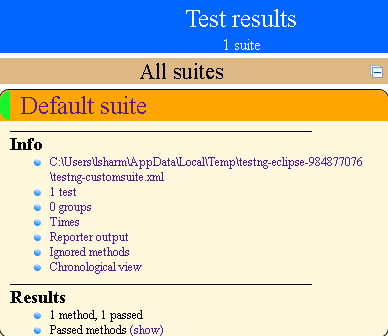 Test results
1 suite
All suites
Default suite
Info
C:\Users\lsharm\AppData\Local\Temp\testng-eclipse-984877076
\testng-customsuite.xml
1 test
0 groups
Times
Reporter output
Ignored methods
Chronological view
Results
1 method, 1 passed
Passed methods (show)